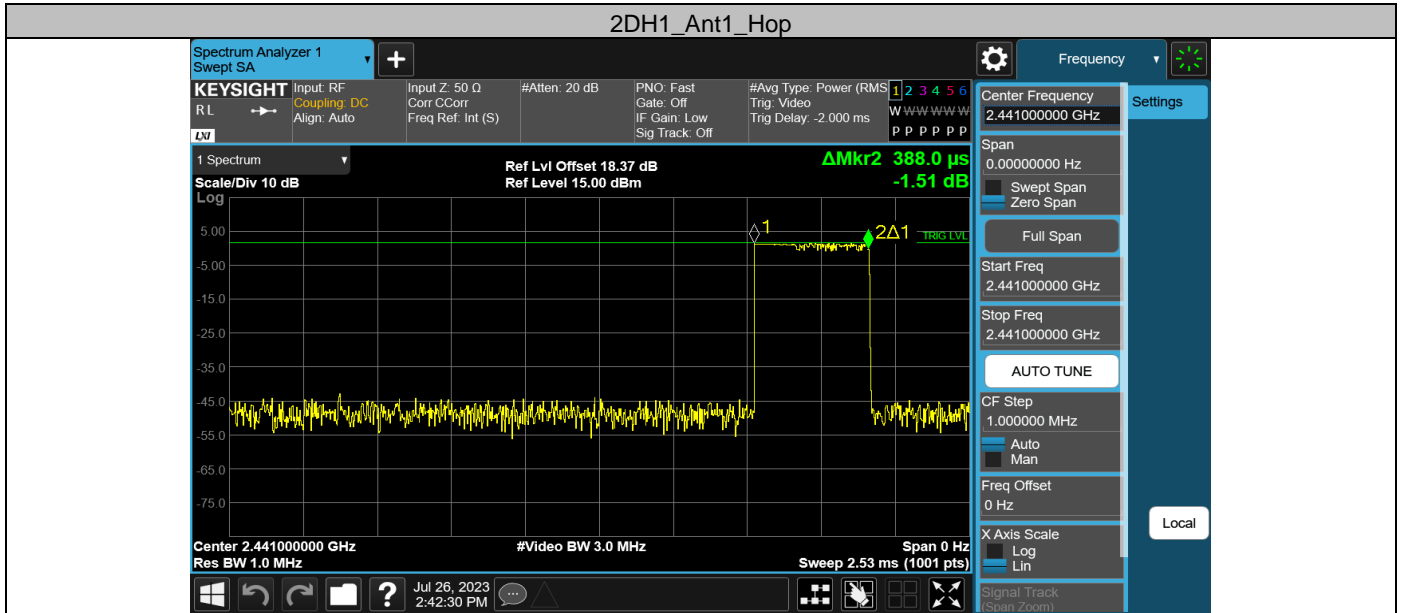 2DH1_Ant1_Hop
Spectrum Analyzer 1
Swept SA
Frequency
KEYSIGHT
RL
LXI
Input: RF
Coupling: DC
Align: Auto
Input Z: 50 Ω
Corr CCorr
Freq Ref: Int (S)
#Atten: 20 dB
PNO: Fast
Gate: Off
IF Gain: Low
Sig Track: Off
#Avg Type: Power (RMS
Trig: Video
Trig Delay: -2.000 ms
1 2 3 4 5 6
W W W W W W
P P P P P P
1 Spectrum
Scale/Div 10 dB
Ref Lvl Offset 18.37 dB
Ref Level 15.00 dBm
ΔMkr2 388.0 µs
-1.51 dB
Log
5.00
-5.00
-15.0
-25.0
-35.0
-45.0
-55.0
-65.0
-75.0
1
2Δ1
TRIG LVL
Center 2.441000000 GHz
Res BW 1.0 MHz
#Video BW 3.0 MHz
Span 0 Hz
Sweep 2.53 ms (1001 pts)
Center Frequency
2.441000000 GHz
Settings
Span
0.00000000 Hz
Swept Span
Zero Span
Full Span
Start Freq
2.441000000 GHz
Stop Freq
2.441000000 GHz
AUTO TUNE
CF Step
1.000000 MHz
Auto
Man
Freq Offset
0 Hz
X Axis Scale
Log
Lin
Signal Track
(Span Zoom)
Local
Jul 26, 2023
2:42:30 PM